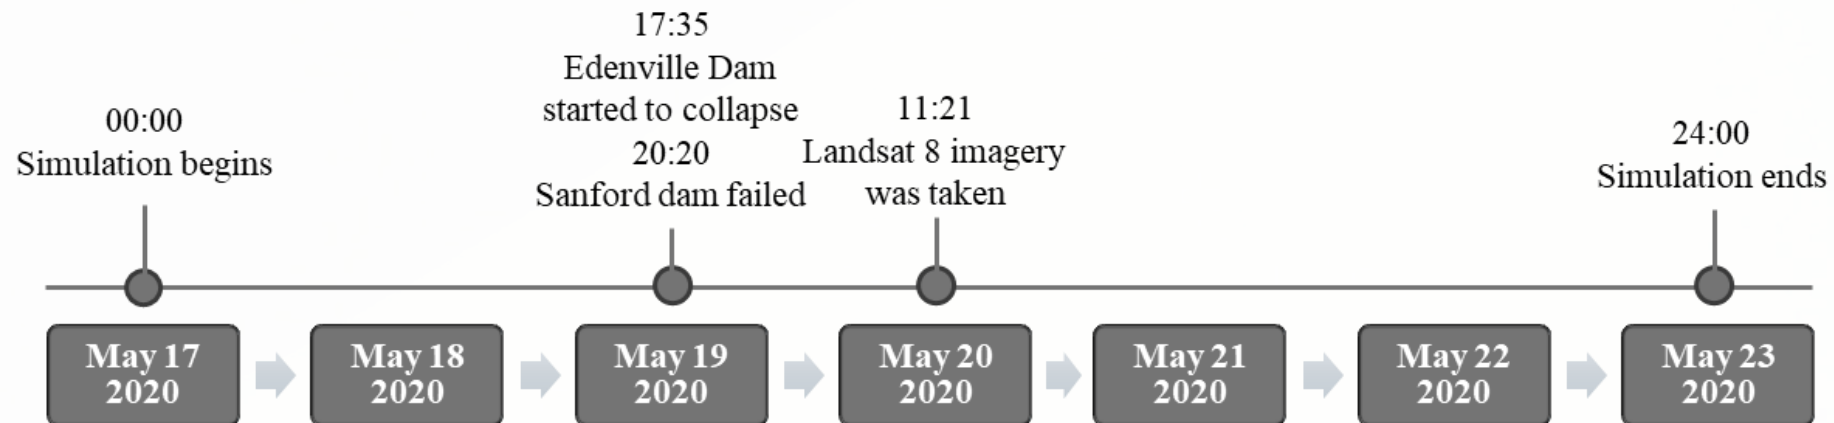 00:00
Simulation begins
17:35
Edenville Dam
started to collapse
20:20
Sanford dam failed
11:21
Landsat 8 imagery
was taken
24:00
Simulation ends
May 17
2020
May 18
2020
May 19
2020
May 20
2020
May 21
2020
May 22
2020
May 23
2020